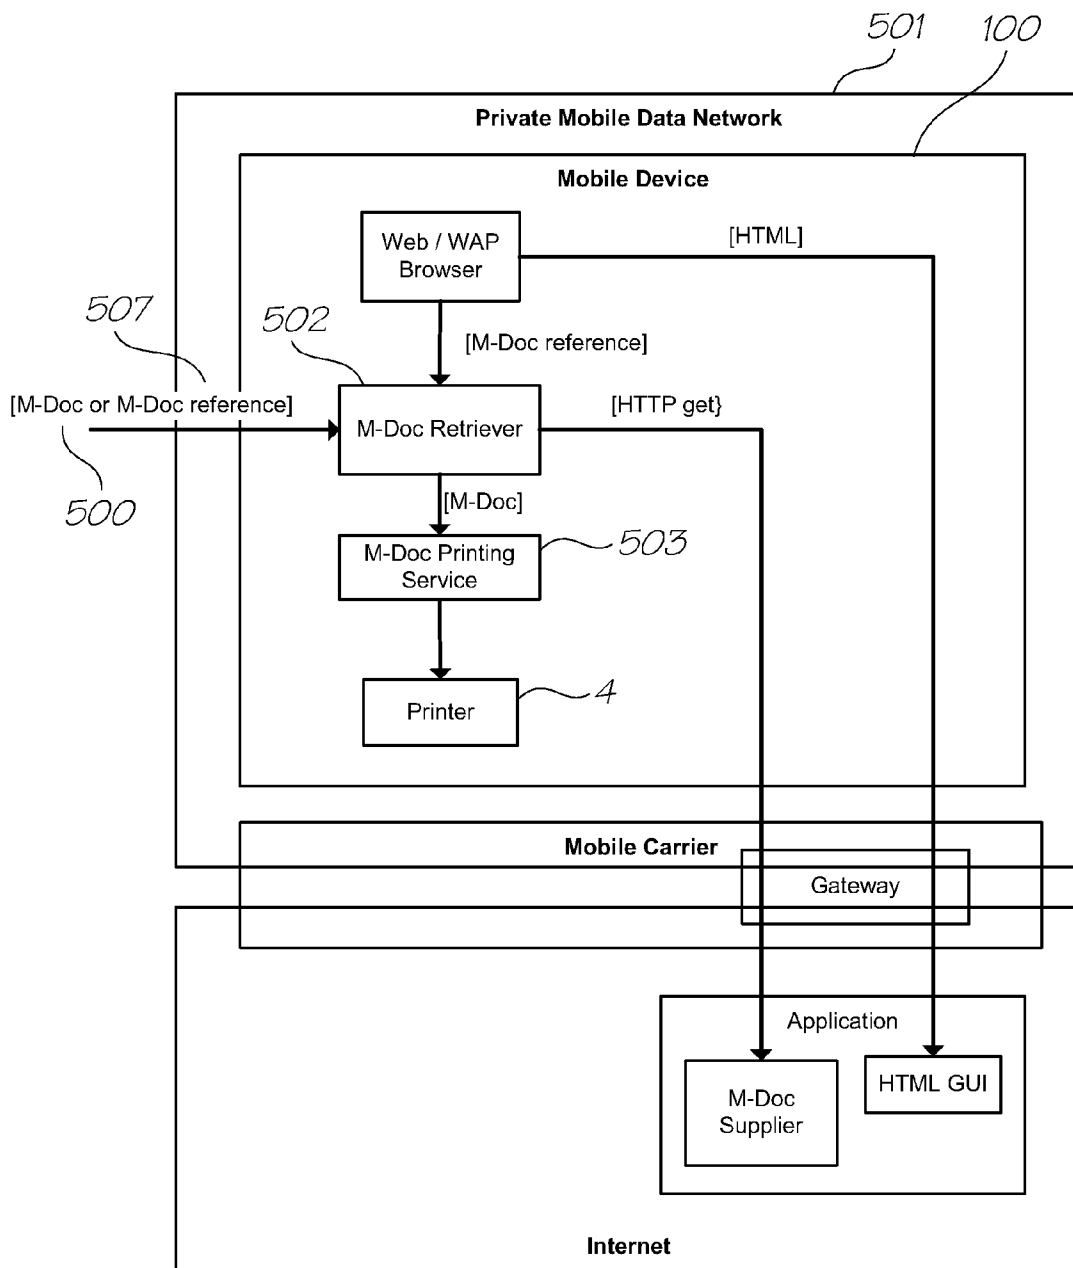 501
100
Private Mobile Data Network
Mobile Device
Web / WAP
Browser
[HTML]
507
502
[M-Doc reference]
[M-Doc or M-Doc reference]
M-Doc Retriever
[HTTP get}
500
[M-Doc]
503
M-Doc Printing
Service
4
Printer
Mobile Carrier
Gateway
Application
M-Doc
Supplier
HTML GUI
Internet